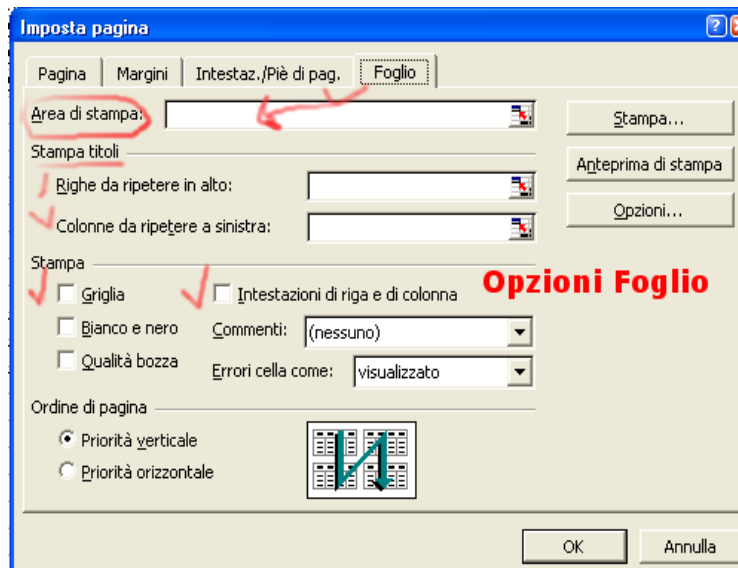 Imposta pagina
Pagina Margini Intestaz./Piè di pag. Foglio
Area di stampa:
Stampa...
Stampa titoli
Anteprima di stampa
Righe da ripetere in alto:
Opzioni...
Colonne da ripetere a sinistra:
Stampa
Opzioni Foglio
Griglia
Intestazioni di riga e di colonna
Bianco e nero
Commenti: (nessuno)
Qualità bozza
Errori cella come: visualizzato
Ordine di pagina
Priorità verticale
Priorità orizzontale
OK Annulla